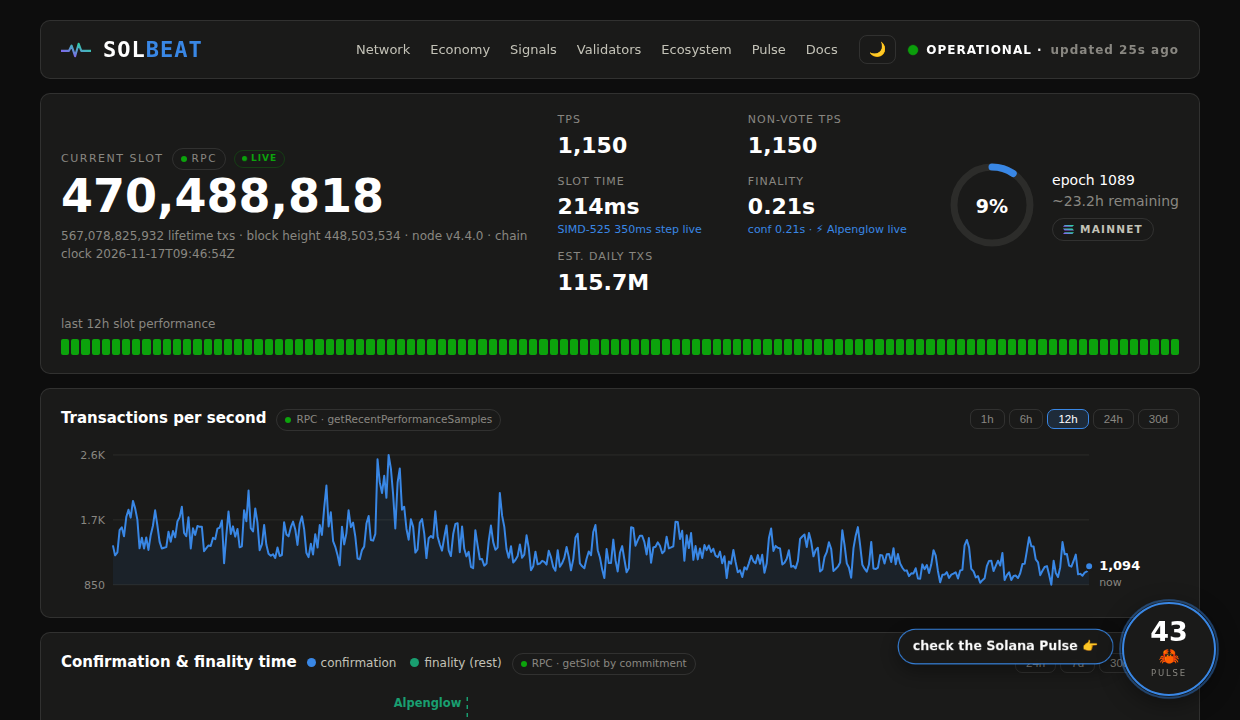 SOLBEAT
Network Economy Signals Validators Ecosystem Pulse Docs
OPERATIONAL · updated 25s ago
CURRENT SLOT RPC LIVE
470,488,818
567,078,825,932 lifetime txs · block height 448,503,534 · node v4.4.0 · chain
clock 2026-11-17T09:46:54Z
TPS
1,150
NON-VOTE TPS
1,150
SLOT TIME
214ms
SIMD-525 350ms step live
FINALITY
0.21s
conf 0.21s · ⚡ Alpenglow live
EST. DAILY TXS
115.7M
9%
epoch 1089
~23.2h remaining
MAINNET
last 12h slot performance
Transactions per second RPC · getRecentPerformanceSamples
1h 6h 12h 24h 30d
2.6K
1.7K
850
1,094
now
Confirmation & finality time confirmation finality (rest) RPC · getSlot by commitment
Alpenglow
check the Solana Pulse 👉
43
PULSE